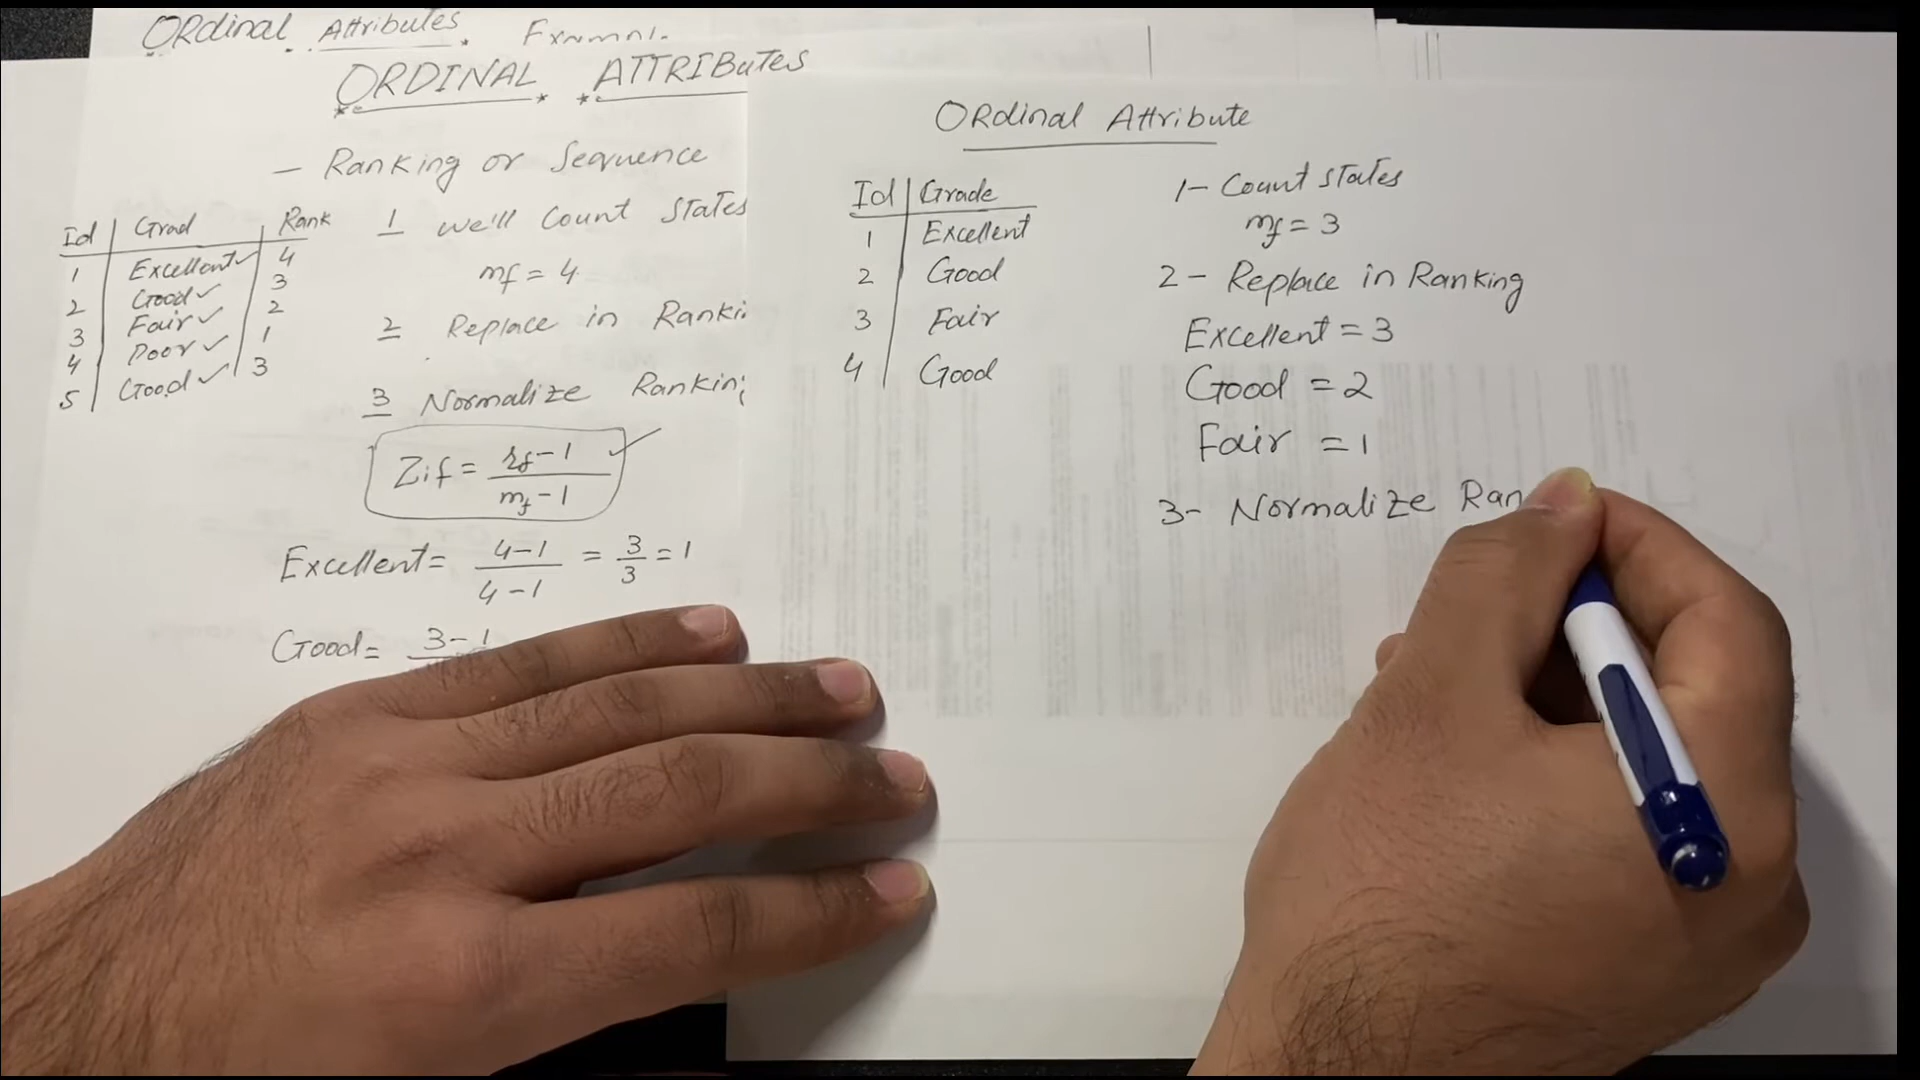 ORdinal Attributes
ORDINAL ATTRIBUTES
- Ranking or Sequence
Id Grad Rank
1 Excellent ✓ 4
2 Good ✓ 3
3 Fair ✓ 2
4 Poor ✓ 1
5 Good ✓ 3
1 we'll Count States
mf = 4
2 Replace in
3 Normalize
Zif = rf-1 / mf-1 ✓
Excellent = 4-1 / 4-1 = 3/3 = 1
Good = 3-1
ORdinal Attribute
Id Grade
1 Excellent
2 Good
3 Fair
4 Good
1- Count states
mf = 3
2- Replace in Ranking
Excellent = 3
Good = 2
Fair = 1
3- Normalize Ran